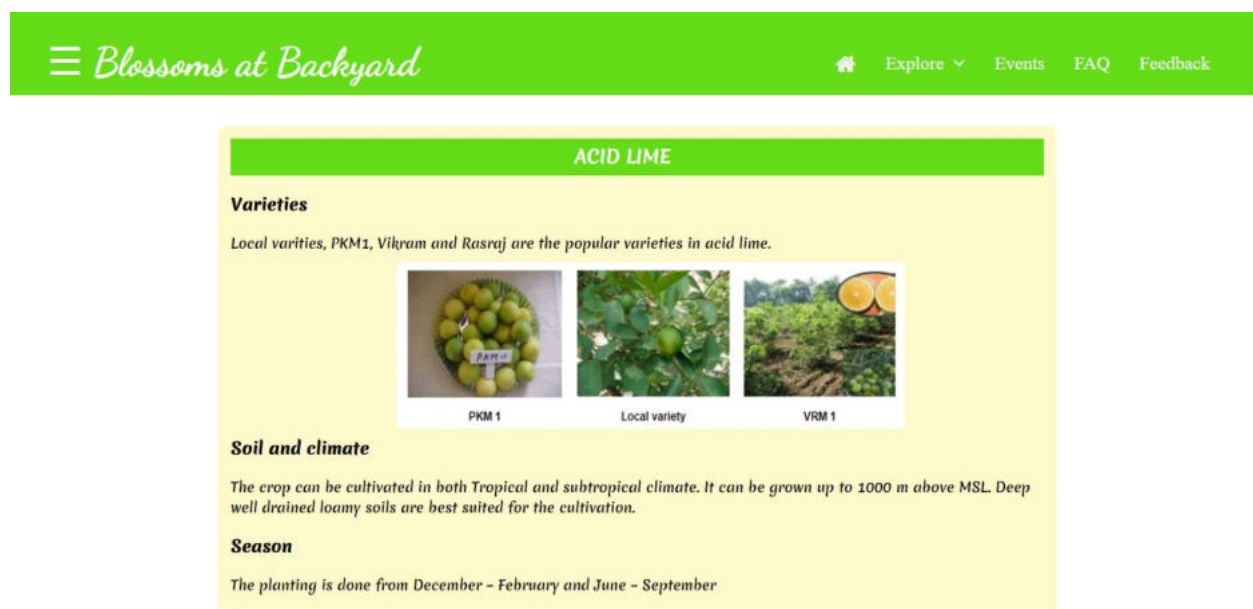 ☰ Blossoms at Backyard
Explore Events FAQ Feedback
ACID LIME
Varieties
Local varities, PKM1, Vikram and Rasraj are the popular varieties in acid lime.
PKM-1
PKM 1 Local variety VRM 1
Soil and climate
The crop can be cultivated in both Tropical and subtropical climate. It can be grown up to 1000 m above MSL. Deep
well drained loamy soils are best suited for the cultivation.
Season
The planting is done from December – February and June – September